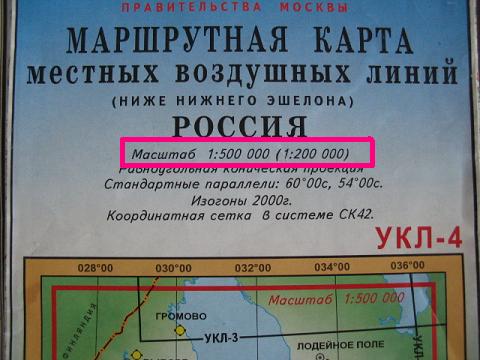 ПРАВИТЕЛЬСТВА МОСКВЫ
МАРШРУТНАЯ КАРТА
местных воздушных линий
(НИЖЕ НИЖНЕГО ЭШЕЛОНА)
РОССИЯ
Масштаб 1:500 000 (1:200 000)
Равноугольная коническая проекция
Стандартные параллели: 60°00с, 54°00с.
Изогоны 2000г.
Координатная сетка в системе СК42.
УКЛ-4
028°00 030°00 032°00 034°00 036°00
Масштаб 1:500 000
ФИНЛЯНДИЯ
ГРОМОВО
УКЛ-3
ЛОДЕЙНОЕ ПОЛЕ
УКЛ